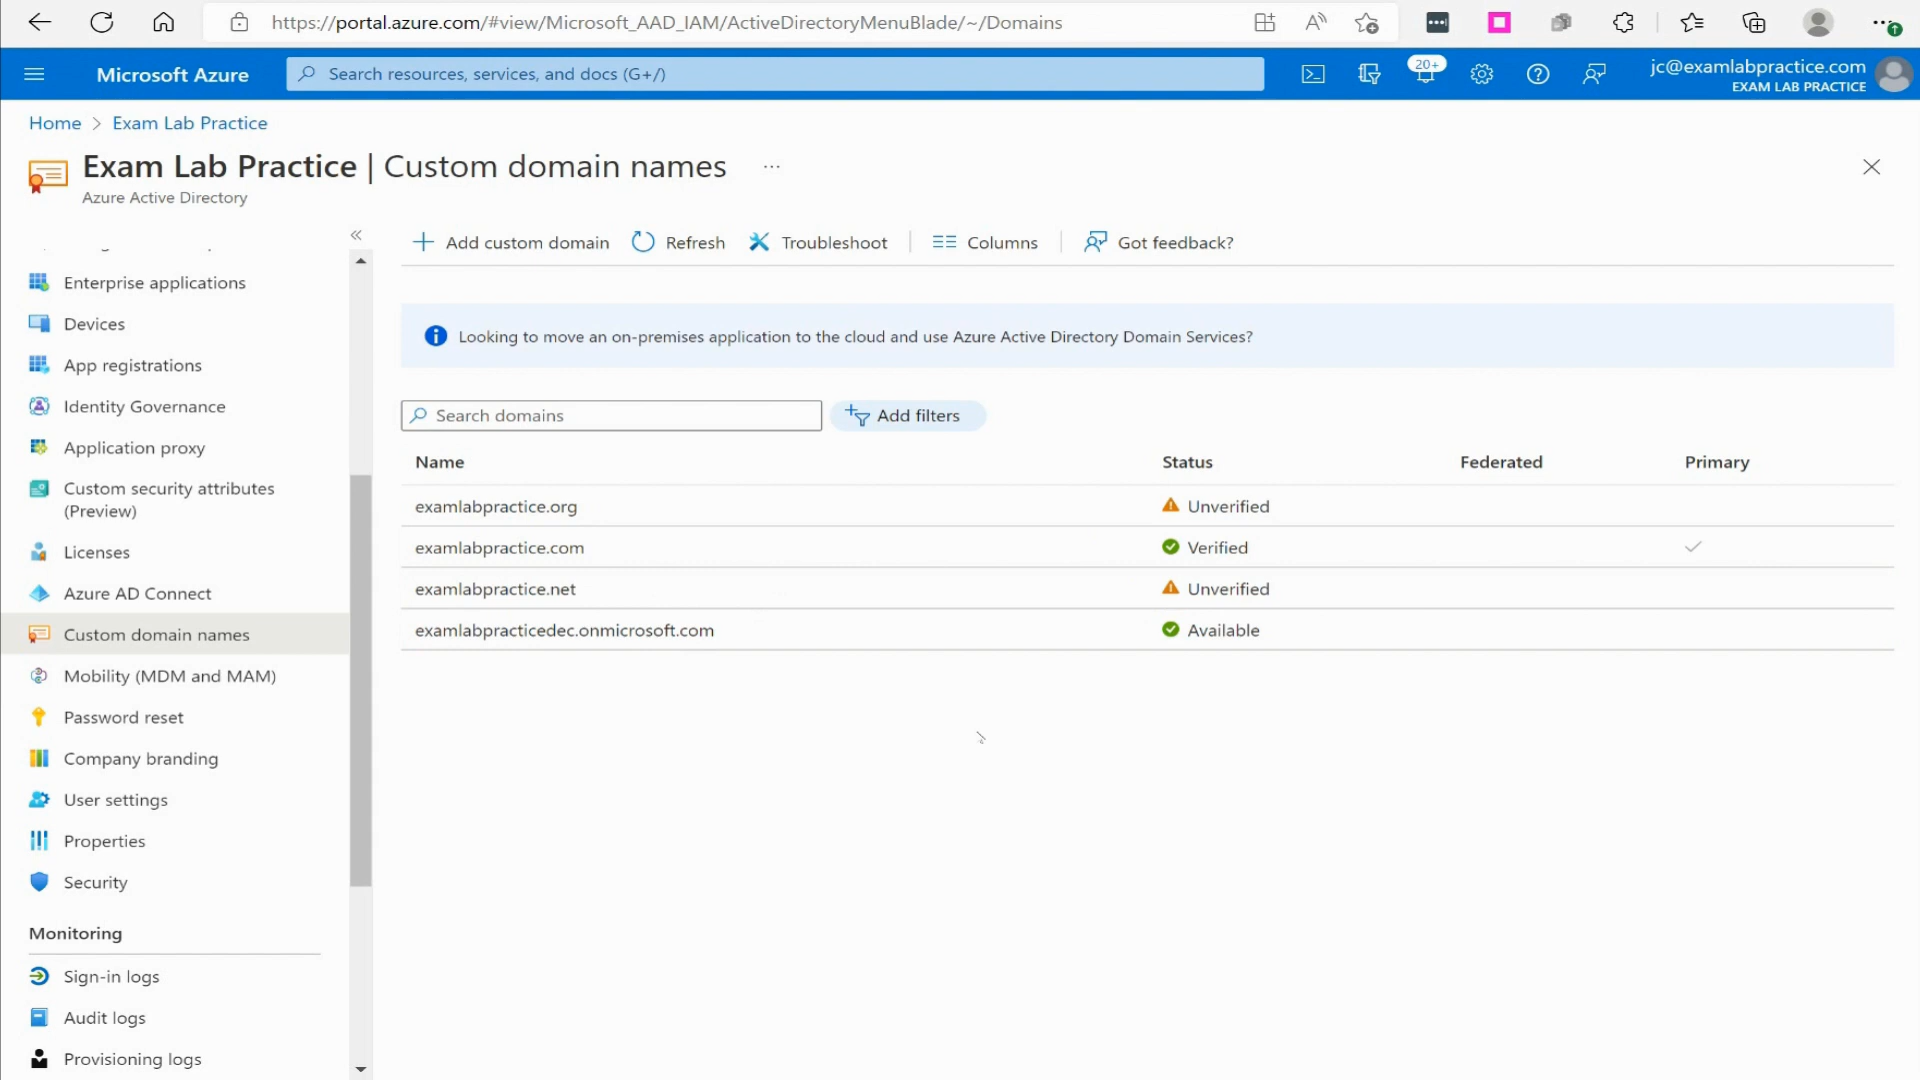 https://portal.azure.com/#view/Microsoft_AAD_IAM/ActiveDirectoryMenuBlade/~/Domains
Microsoft Azure
Search resources, services, and docs (G+/)
20+
jc@examlabpractice.com
EXAM LAB PRACTICE
Home > Exam Lab Practice
Exam Lab Practice | Custom domain names ...
Azure Active Directory
Enterprise applications
Devices
App registrations
Identity Governance
Application proxy
Custom security attributes
(Preview)
Licenses
Azure AD Connect
Custom domain names
Mobility (MDM and MAM)
Password reset
Company branding
User settings
Properties
Security
Monitoring
Sign-in logs
Audit logs
Provisioning logs
Add custom domain Refresh Troubleshoot Columns Got feedback?
Looking to move an on-premises application to the cloud and use Azure Active Directory Domain Services?
Search domains
Add filters
Name Status Federated Primary
examlabpractice.org Unverified
examlabpractice.com Verified
examlabpractice.net Unverified
examlabpracticedec.onmicrosoft.com Available